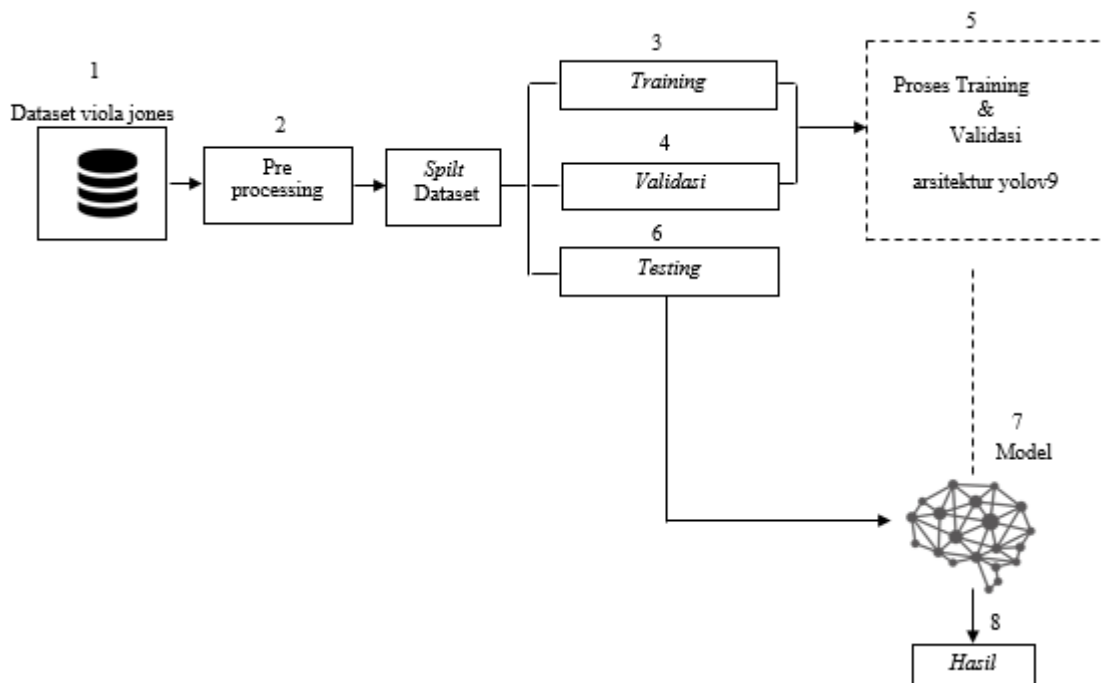 1
Dataset viola jones
2
Pre
processing
Spilt
Dataset
3
Training
4
Validasi
6
Testing
5
Proses Training
&
Validasi
arsitektur yolov9
7
Model
8
Hasil